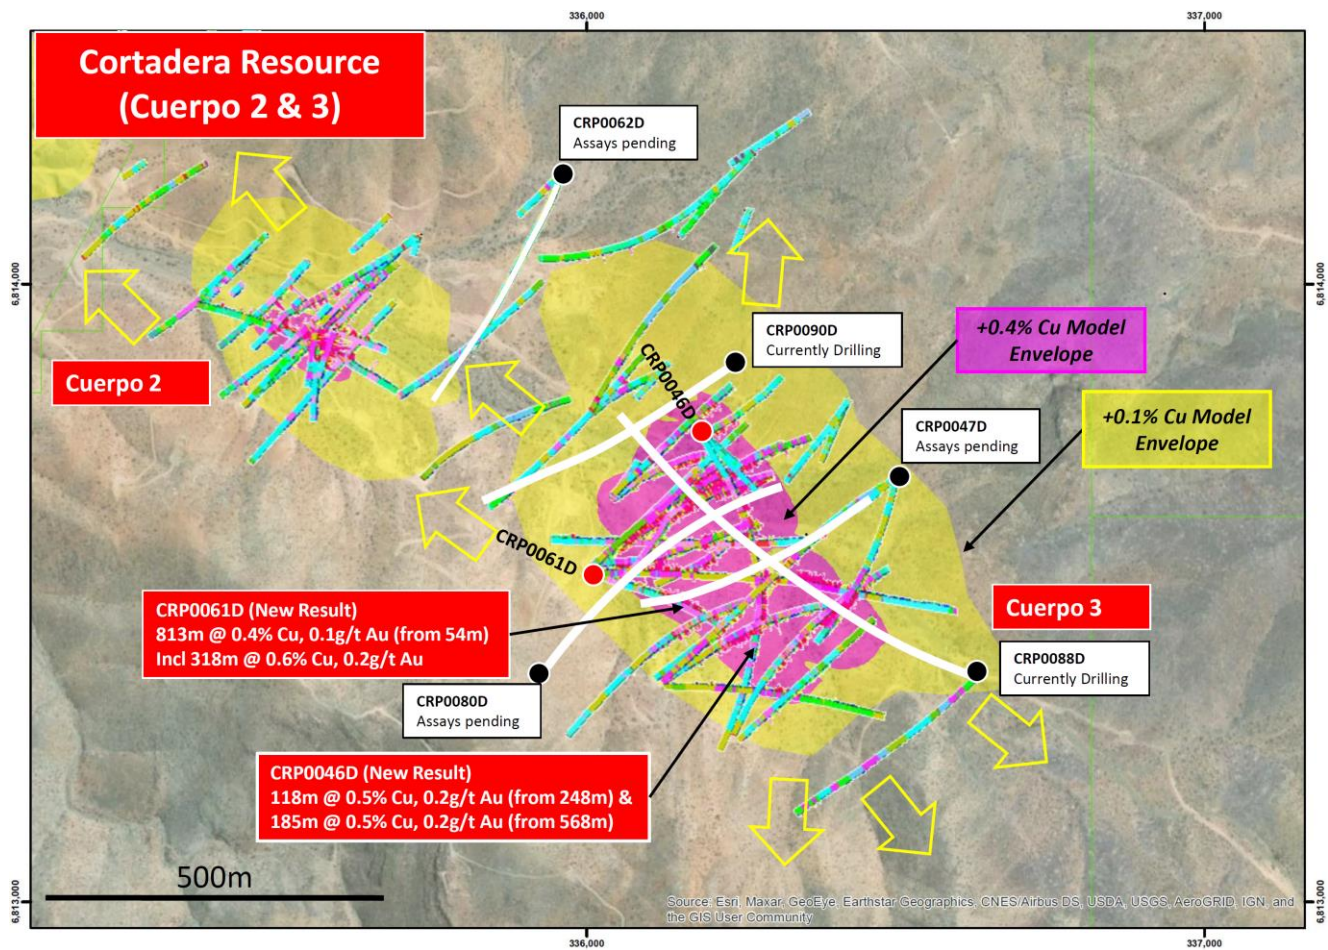 336,000
337,000
Cortadera Resource
(Cuerpo 2 & 3)
CRP0062D
Assays pending
6,814,000
6,814,000
CRP0090D
Currently Drilling
+0.4% Cu Model
Envelope
CRP0046D
Cuerpo 2
CRP0047D
Assays pending
+0.1% Cu Model
Envelope
CRP0061D
CRP0061D (New Result)
813m @ 0.4% Cu, 0.1g/t Au (from 54m)
Incl 318m @ 0.6% Cu, 0.2g/t Au
Cuerpo 3
CRP0088D
Currently Drilling
CRP0080D
Assays pending
CRP0046D (New Result)
118m @ 0.5% Cu, 0.2g/t Au (from 248m) &
185m @ 0.5% Cu, 0.2g/t Au (from 568m)
500m
6,813,000
6,813,000
Source: Esri, Maxar, GeoEye, Earthstar Geographics, CNES/Airbus DS, USDA, USGS, AeroGRID, IGN, and
the GIS User Community
336,000
337,000